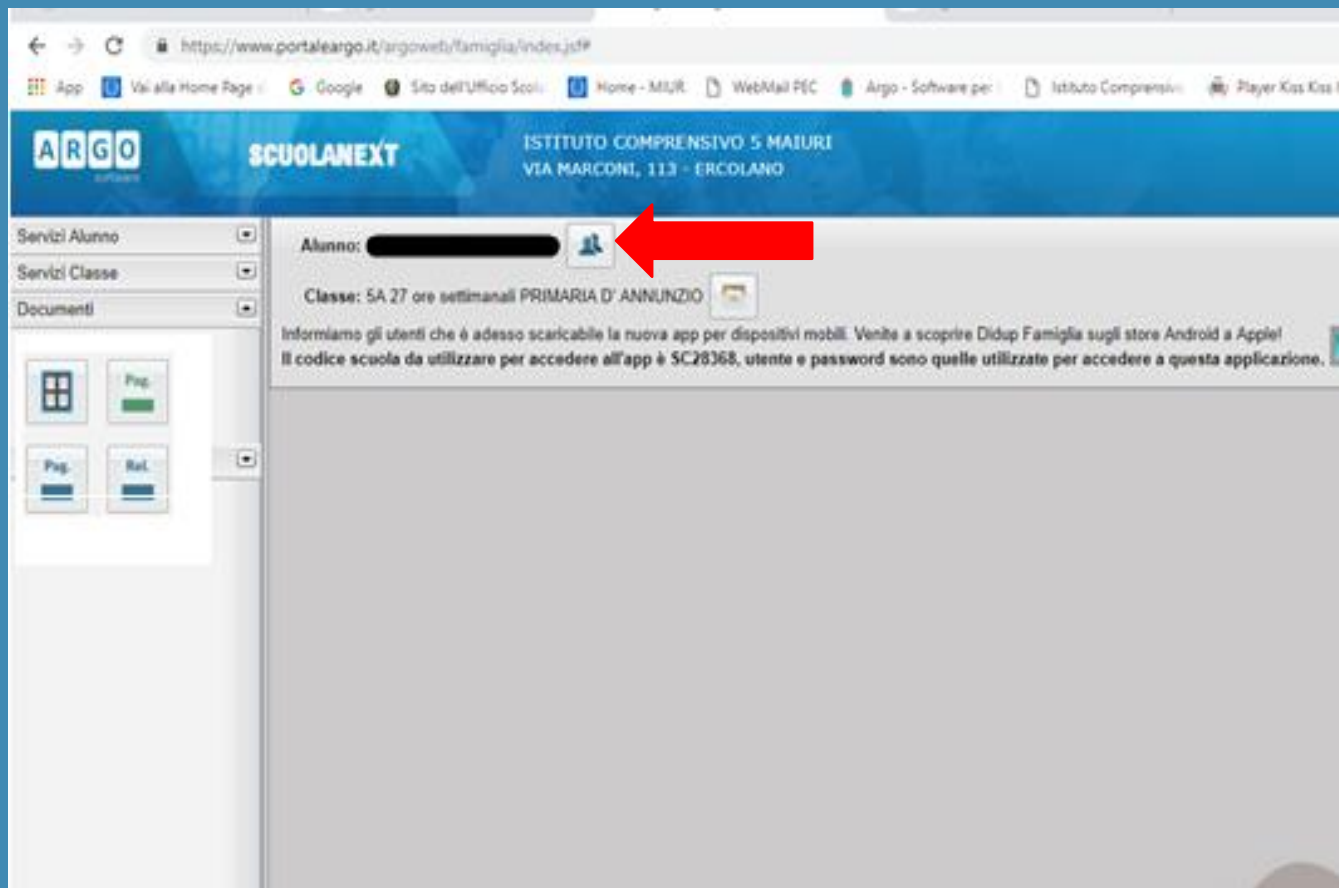 https://www.portaleargo.it/argoweb/famiglia/index.jsf#
App Vai alla Home Page Google Sito dell'Ufficio Scol Home - MIUR WebMail PEC Argo - Software per Istituto Comprensiv Player Kiss Kiss
ARGO software SCUOLANEXT ISTITUTO COMPRENSIVO 5 MAIURI
VIA MARCONI, 113 - ERCOLANO
Servizi Alunno
Servizi Classe
Documenti
Alunno:
Classe: 5A 27 ore settimanali PRIMARIA D' ANNUNZIO
Informiamo gli utenti che è adesso scaricabile la nuova app per dispositivi mobili. Venite a scoprire Didup Famiglia sugli store Android a Apple!
Il codice scuola da utilizzare per accedere all'app è SC28368, utente e password sono quelle utilizzate per accedere a questa applicazione.
Pag.
Pag. Rel.